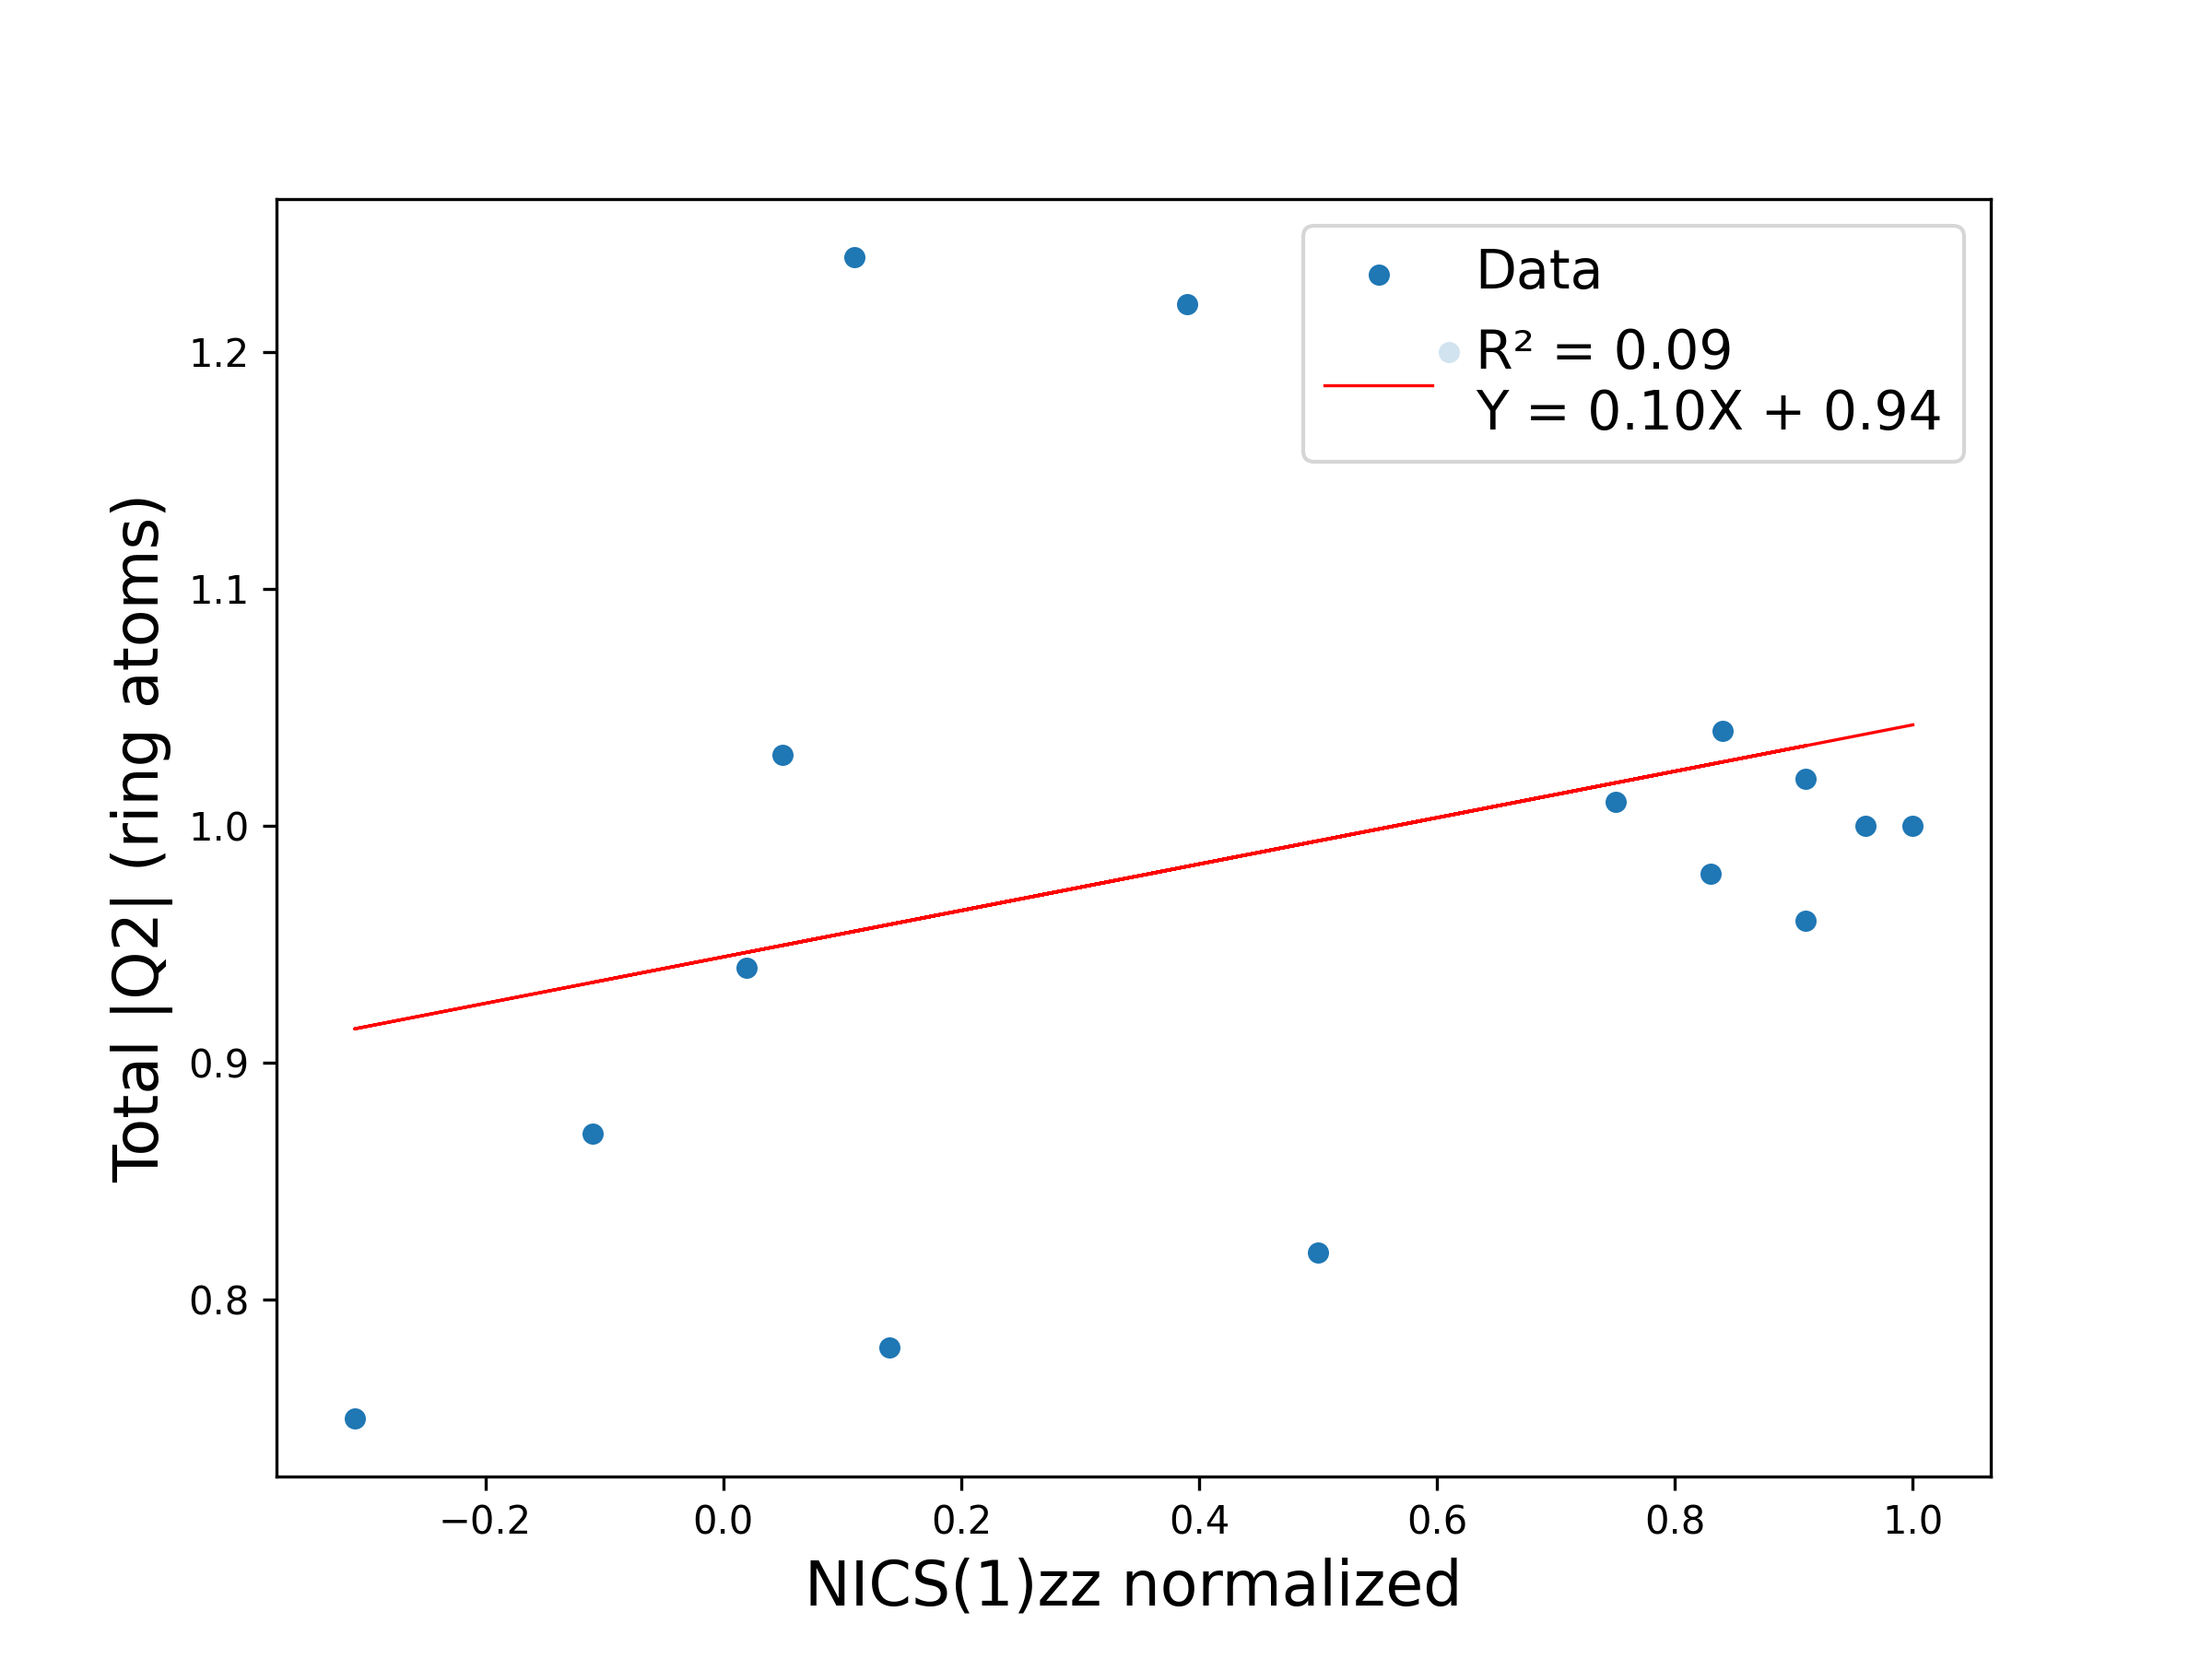 Data
R² = 0.09
Y = 0.10X + 0.94
1.2
1.1
1.0
0.9
0.8
Total |Q2| (ring atoms)
−0.2 0.0 0.2 0.4 0.6 0.8 1.0
NICS(1)zz normalized